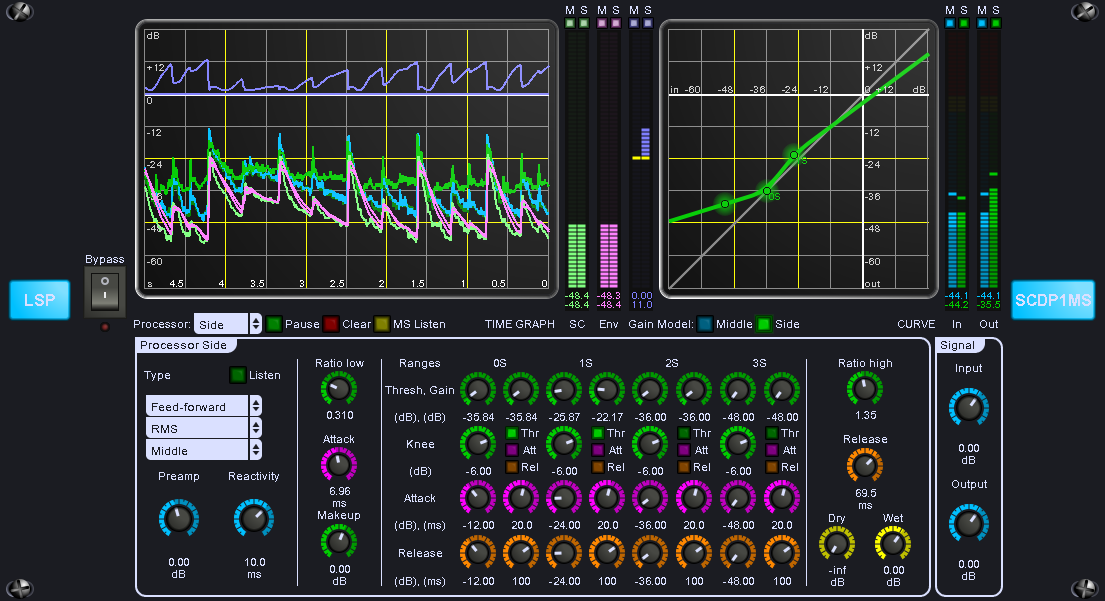 M S M S M S M S M S
dB
+12
0
-12
-24
-36
-48
-60
s 4.5 4 3.5 3 2.5 2 1.5 1 0.5 0
dB
+12
in -60 -48 -36 -24 -12 0 +12 dB
-12
-24
-36
-48
-60
out
-48.4 -48.3 0.00 -44.1 -44.1
-48.4 -48.4 11.0 -44.2 -35.5
Bypass
LSP
SCDP1MS
Processor: Side Pause Clear MS Listen TIME GRAPH SC Env Gain Model: Middle Side CURVE In Out
Processor Side
Type Listen
Feed-forward
RMS
Middle
Preamp Reactivity
0.00 10.0
dB ms
Ratio low
0.310
Attack
6.96
ms
Makeup
0.00
dB
Ranges 0S 1S 2S 3S
Thresh, Gain
(dB), (dB) -35.84 -35.84 -25.87 -22.17 -36.00 -36.00 -48.00 -48.00
Knee Thr Thr Thr Thr
Att Att Att Att
(dB) -6.00 Rel -6.00 Rel -6.00 Rel -6.00 Rel
Attack
(dB), (ms) -12.00 20.0 -24.00 20.0 -36.00 20.0 -48.00 20.0
Release
(dB), (ms) -12.00 100 -24.00 100 -36.00 100 -48.00 100
Ratio high
1.35
Release
69.5
ms
Dry Wet
-inf 0.00
dB dB
Signal
Input
0.00
dB
Output
0.00
dB